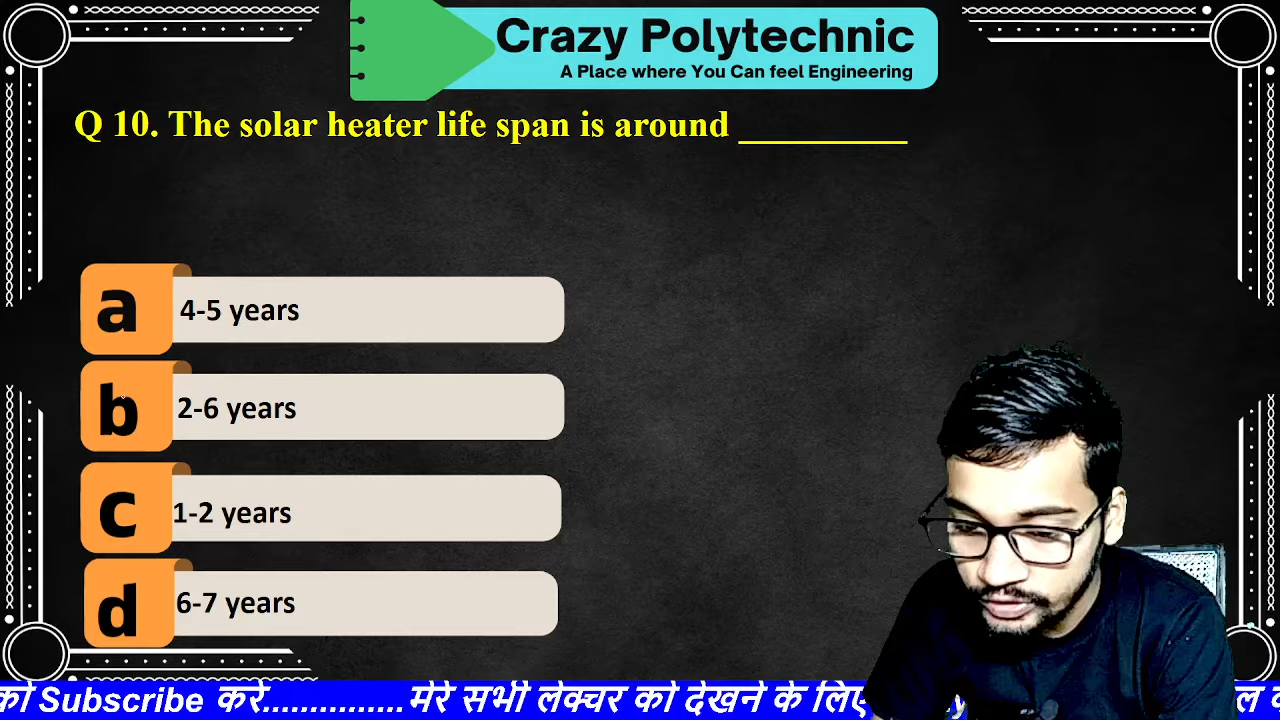 Crazy Polytechnic
A Place where You Can feel Engineering
Q 10. The solar heater life span is around __________
a 4-5 years
b 2-6 years
c 1-2 years
d 6-7 years
को Subscribe करें............... मेरे सभी लेक्चर को देखने के लिए